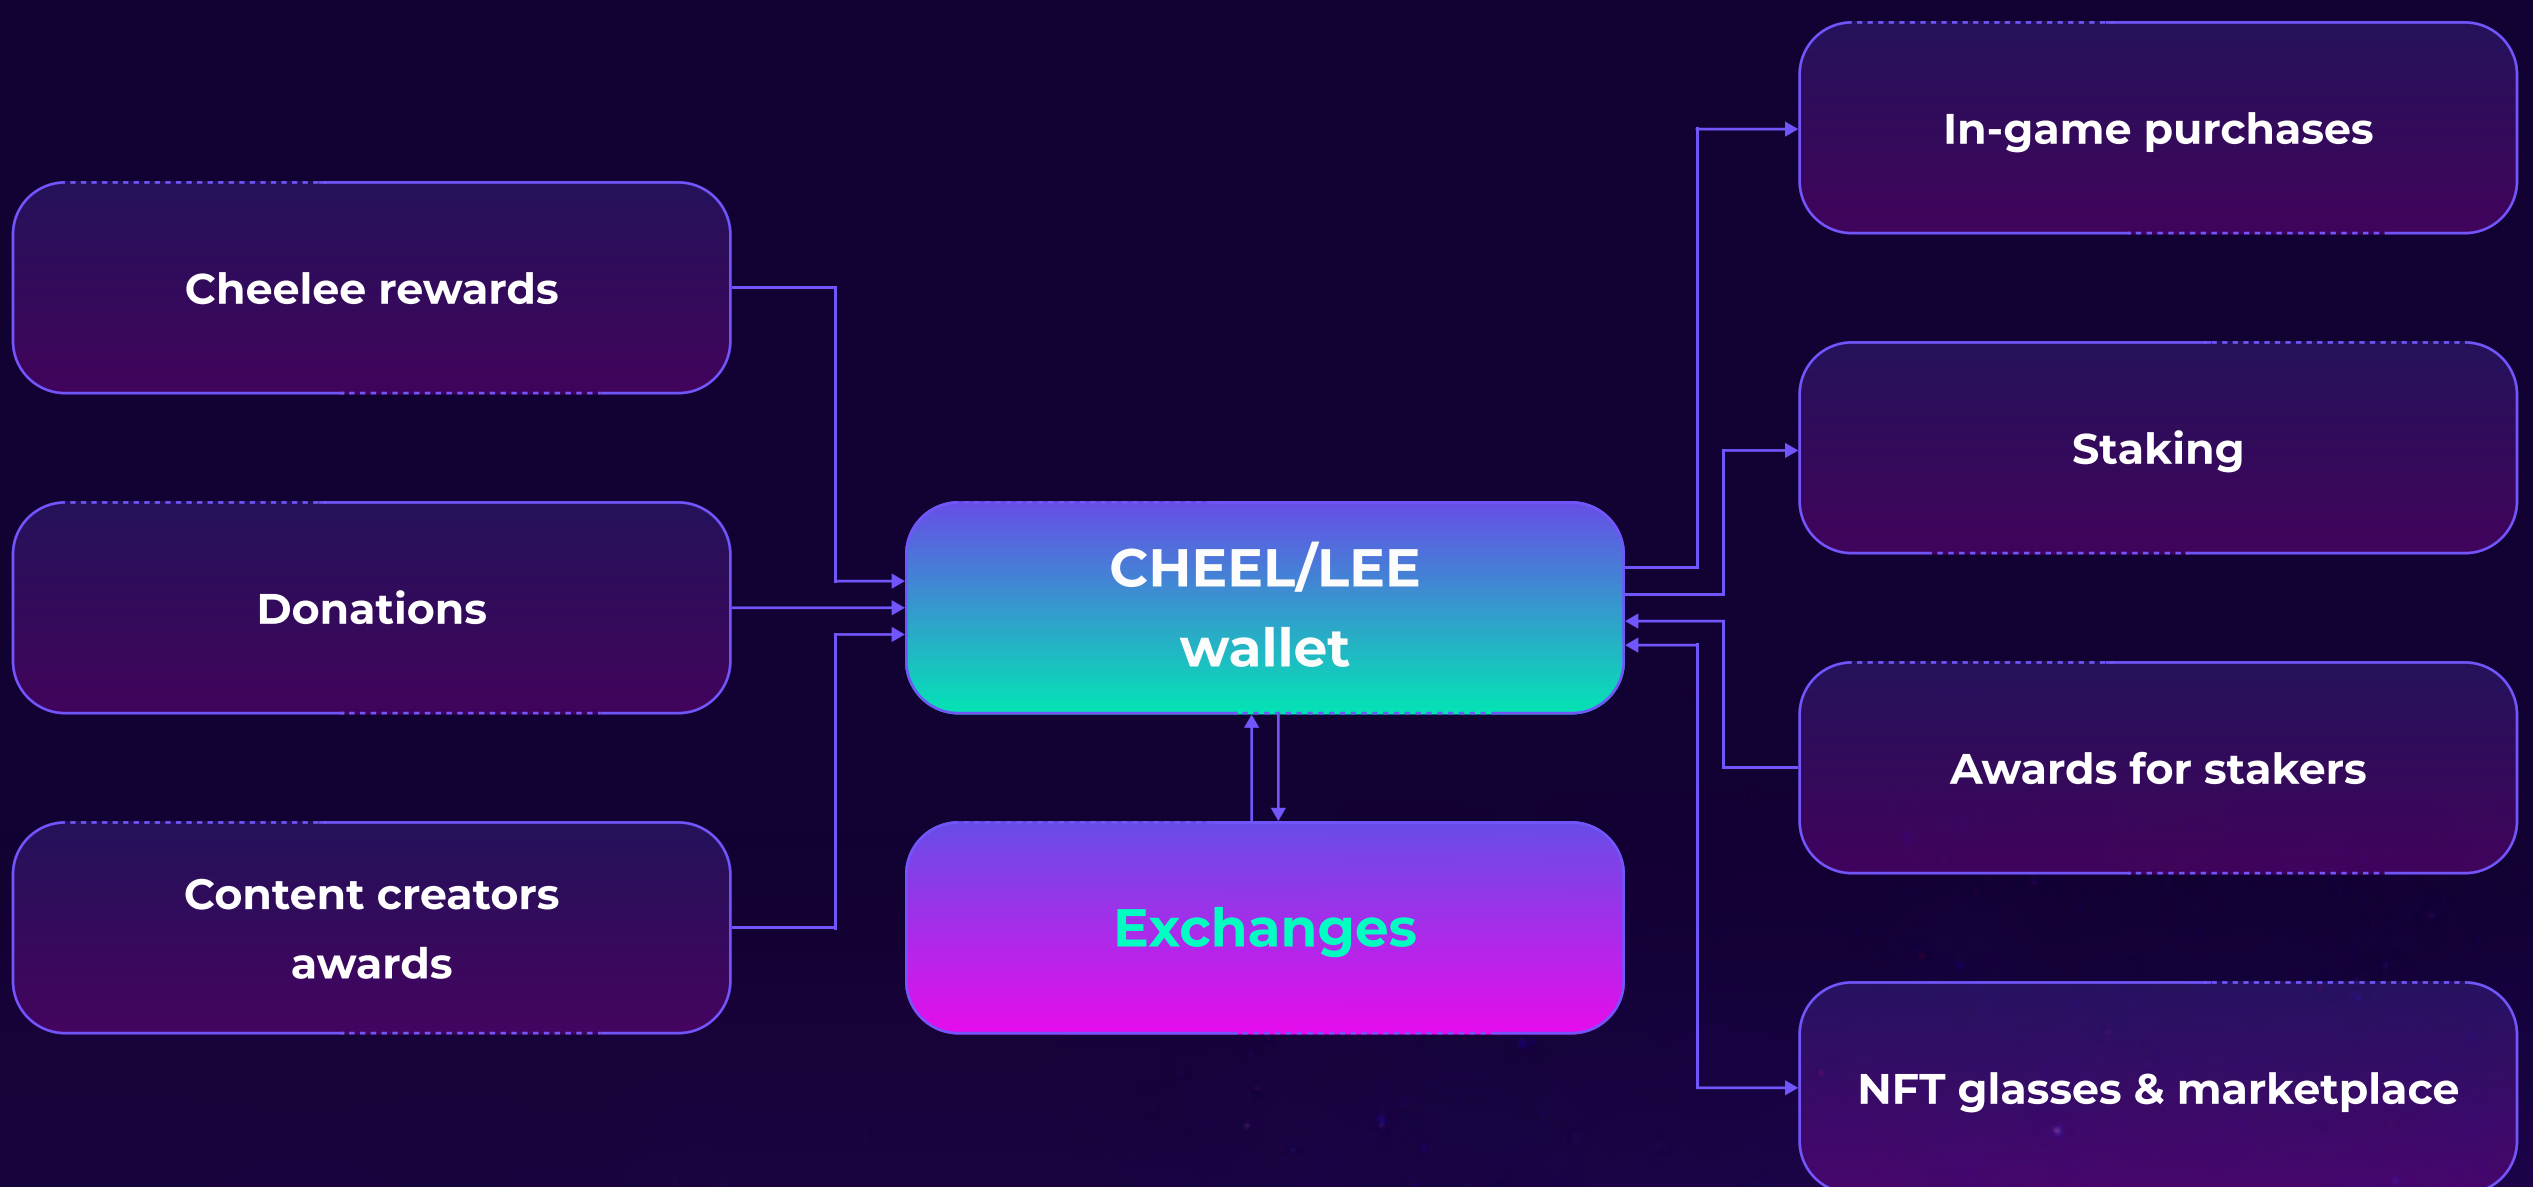 Cheelee rewards
Donations
Content creators
awards
CHEEL/LEE
wallet
Exchanges
In-game purchases
Staking
Awards for stakers
NFT glasses & marketplace